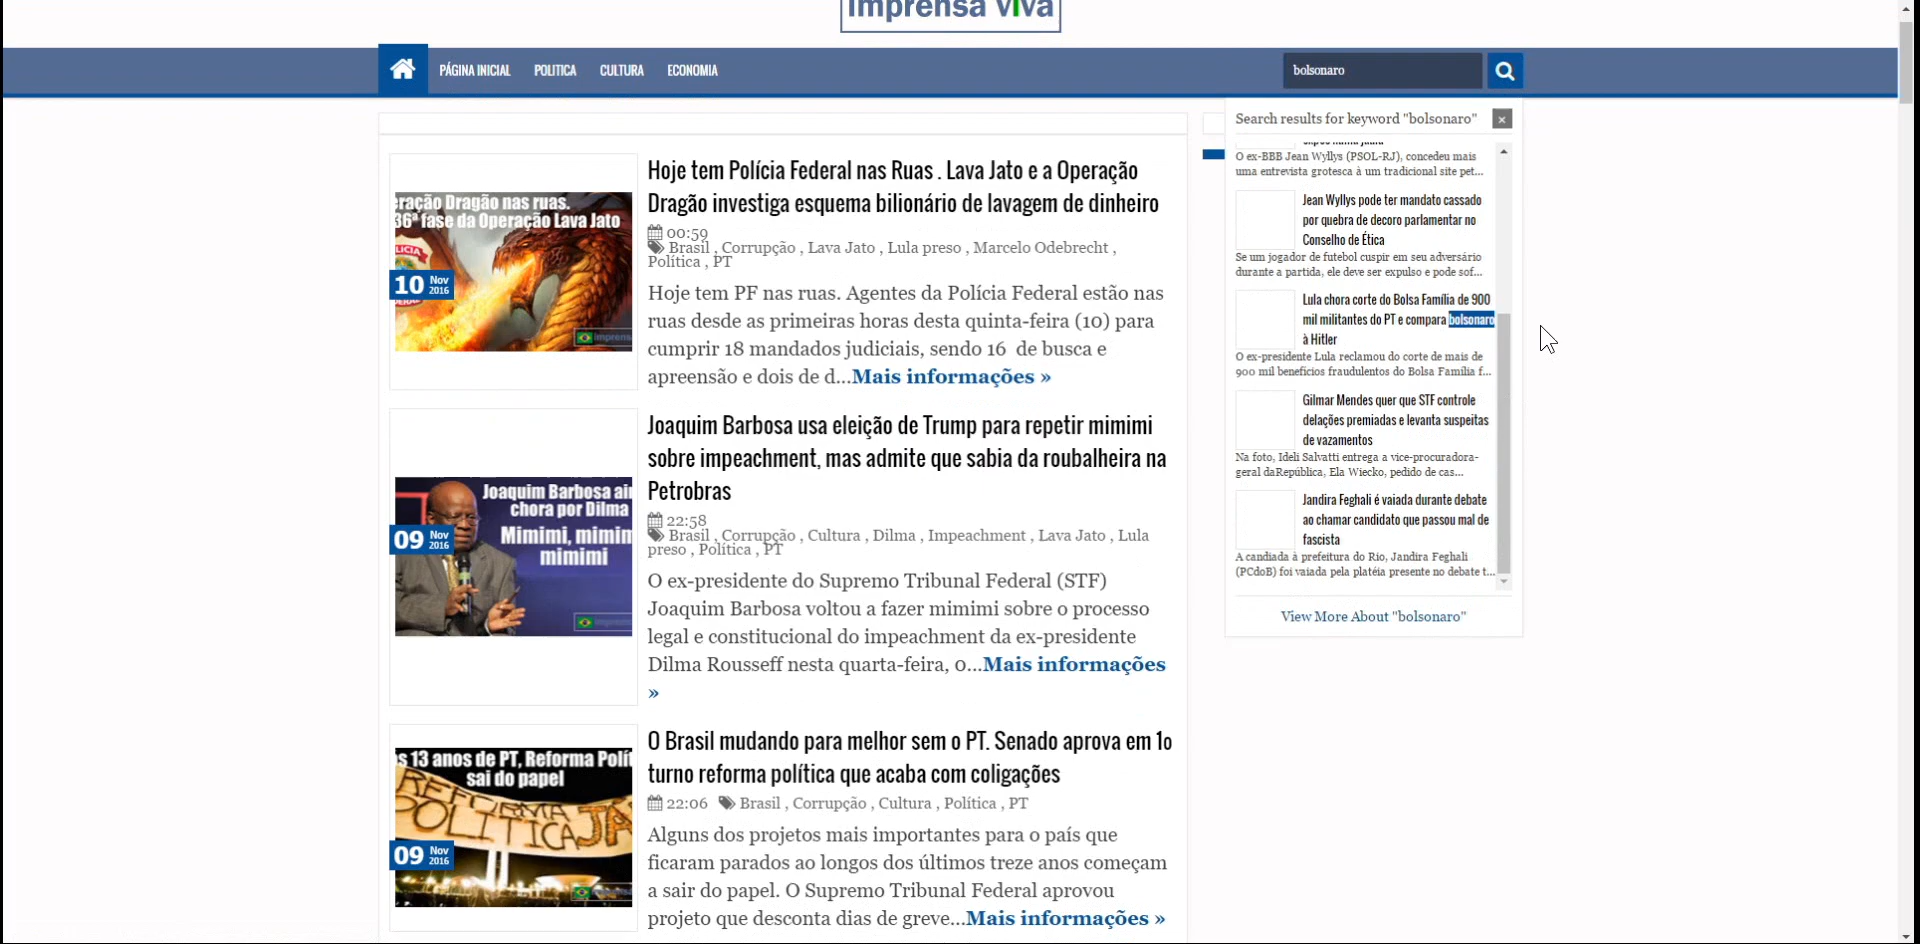 imprensa viva
PÁGINA INICIAL POLITICA CULTURA ECONOMIA
bolsonaro
Hoje tem Polícia Federal nas Ruas . Lava Jato e a Operação
Dragão investiga esquema bilionário de lavagem de dinheiro
00:59
Brasil , Corrupção , Lava Jato , Lula preso , Marcelo Odebrecht ,
Política , PT
Hoje tem PF nas ruas. Agentes da Polícia Federal estão nas
ruas desde as primeiras horas desta quinta-feira (10) para
cumprir 18 mandados judiciais, sendo 16 de busca e
apreensão e dois de d...Mais informações »
eração Dragão nas ruas.
36ª fase da Operação Lava Jato
10 Nov
2016
Joaquim Barbosa usa eleição de Trump para repetir mimimi
sobre impeachment, mas admite que sabia da roubalheira na
Petrobras
22:58
Brasil , Corrupção , Cultura , Dilma , Impeachment , Lava Jato , Lula
preso , Política , PT
O ex-presidente do Supremo Tribunal Federal (STF)
Joaquim Barbosa voltou a fazer mimimi sobre o processo
legal e constitucional do impeachment da ex-presidente
Dilma Rousseff nesta quarta-feira, 0...Mais informações
»
Joaquim Barbosa ain
chora por Dilma
Mimimi, mimim
mimimi
09 Nov
2016
O Brasil mudando para melhor sem o PT. Senado aprova em 1o
turno reforma política que acaba com coligações
22:06 Brasil , Corrupção , Cultura , Política , PT
Alguns dos projetos mais importantes para o país que
ficaram parados ao longos dos últimos treze anos começam
a sair do papel. O Supremo Tribunal Federal aprovou
projeto que desconta dias de greve...Mais informações »
s 13 anos de PT, Reforma Polít
sai do papel
REFORMA
POLITICA JÁ
09 Nov
2016
Search results for keyword "bolsonaro" ×
O ex-BBB Jean Wyllys (PSOL-RJ), concedeu mais
uma entrevista grotesca à um tradicional site pet...
Jean Wyllys pode ter mandato cassado
por quebra de decoro parlamentar no
Conselho de Ética
Se um jogador de futebol cuspir em seu adversário
durante a partida, ele deve ser expulso e pode sof...
Lula chora corte do Bolsa Família de 900
mil militantes do PT e compara bolsonaro
à Hitler
O ex-presidente Lula reclamou do corte de mais de
900 mil benefícios fraudulentos do Bolsa Família f...
Gilmar Mendes quer que STF controle
delações premiadas e levanta suspeitas
de vazamentos
Na foto, Ideli Salvatti entrega a vice-procuradora-
geral daRepública, Ela Wiecko, pedido de cas...
Jandira Feghali é vaiada durante debate
ao chamar candidato que passou mal de
fascista
A candiada à prefeitura do Rio, Jandira Feghali
(PCdoB) foi vaiada pela platéia presente no debate t...
View More About "bolsonaro"